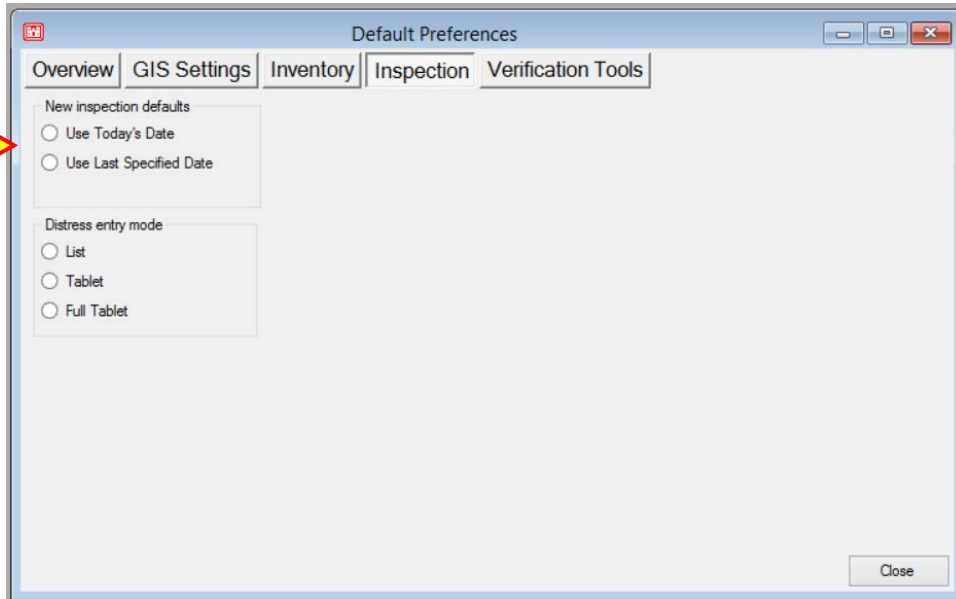 Default Preferences
Overview GIS Settings Inventory Inspection Verification Tools
New inspection defaults
Use Today's Date
Use Last Specified Date
Distress entry mode
List
Tablet
Full Tablet
Close